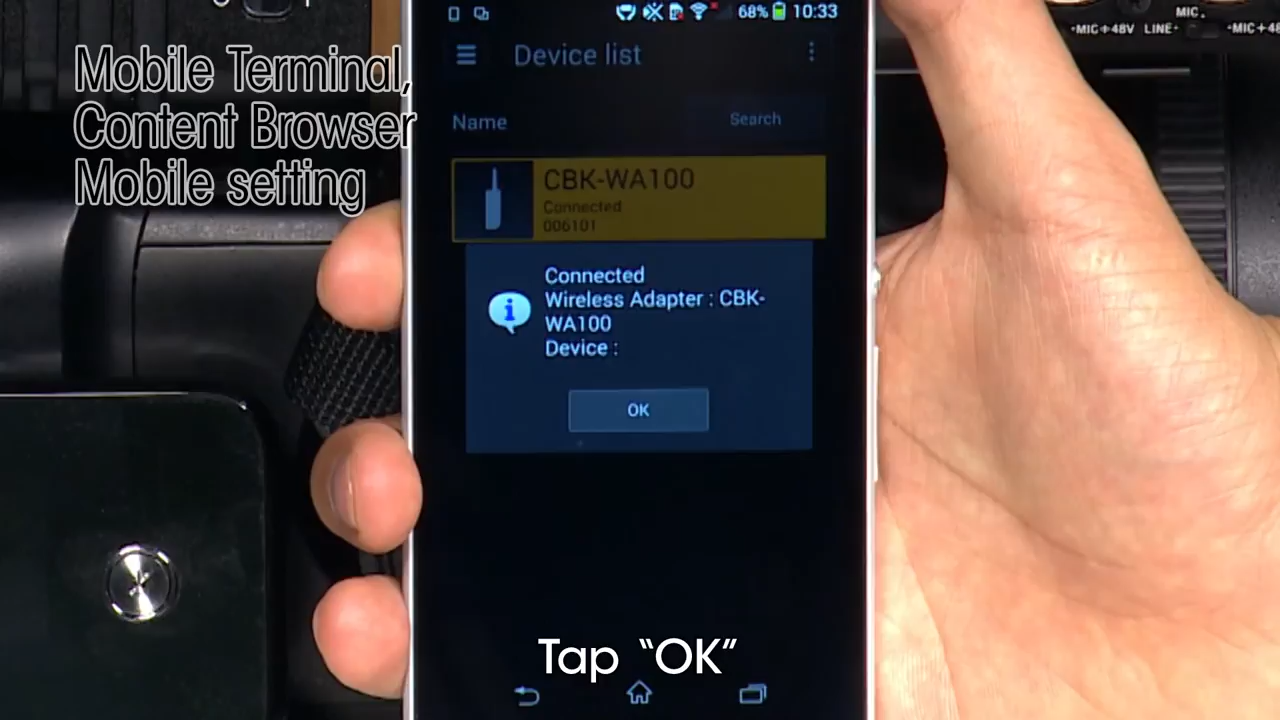 68% 10:33
Mobile Terminal,
Content Browser
Mobile setting
Device list
Name
Search
CBK-WA100
Connected
006101
Connected
Wireless Adapter : CBK-
WA100
Device :
OK
Tap “OK”
MIC+48V LINE
MIC
MIC+48